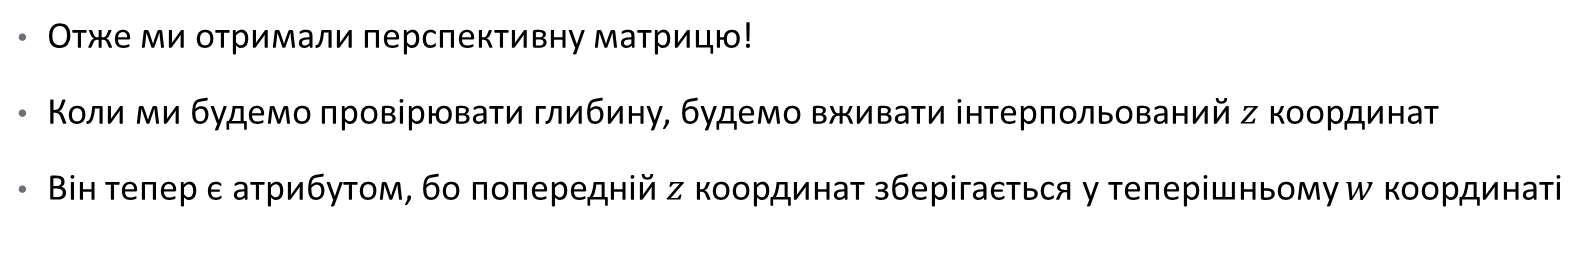 • Отже ми отримали перспективну матрицю!
• Коли ми будемо провірювати глибину, будемо вживати інтерпольований z координат
• Він тепер є атрибутом, бо попередній z координат зберігається у теперішньому w координаті